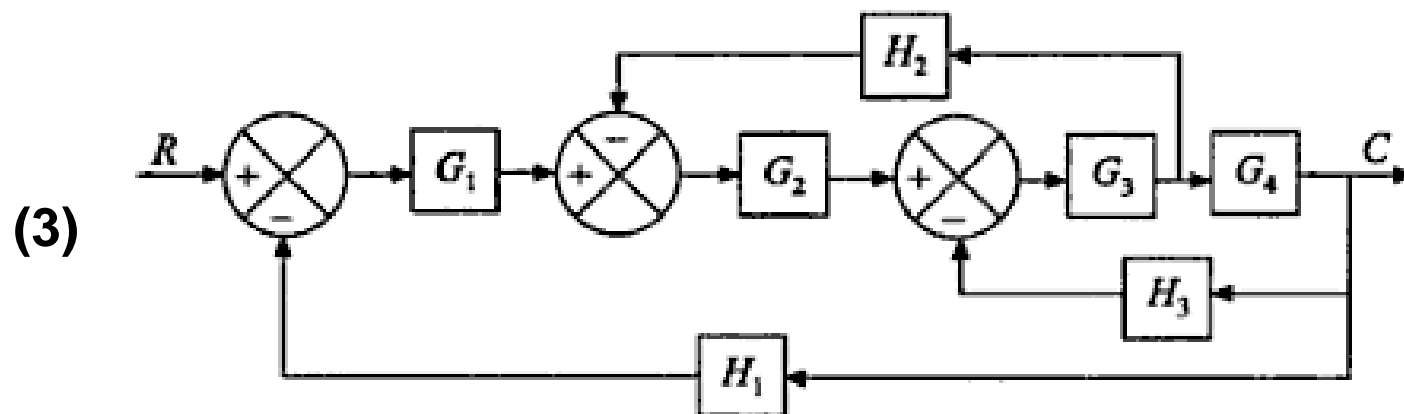 H₂
R + − G₁ + − G₂ + − G₃ G₄ C
(3)
H₃
H₁